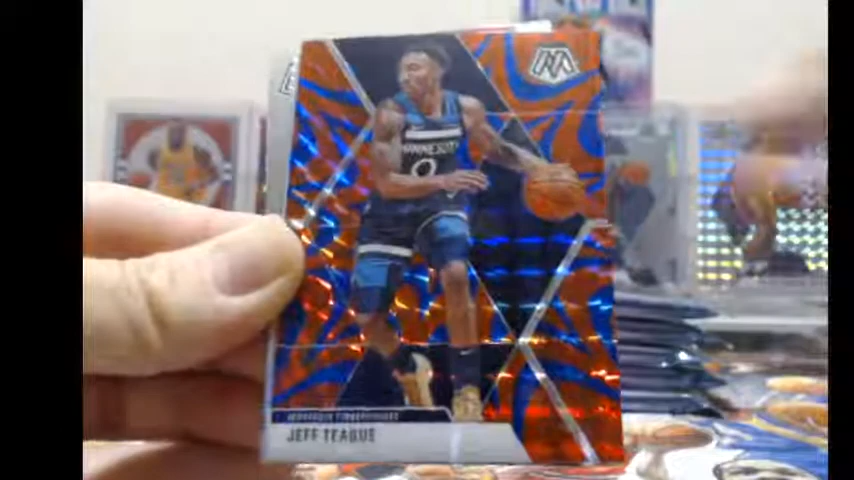 MINNESOTA
0
MINNESOTA TIMBERWOLVES
JEFF TEAGUE